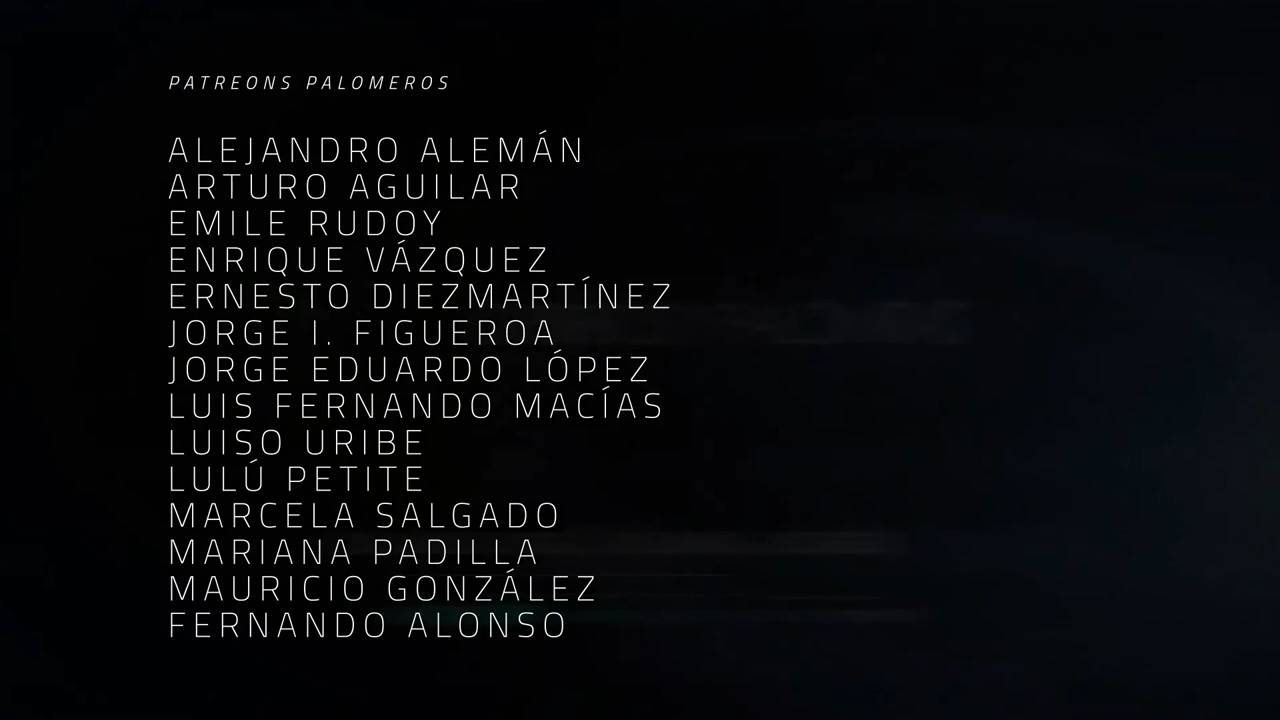 PATREONS PALOMEROS
ALEJANDRO ALEMÁN
ARTURO AGUILAR
EMILE RUDOY
ENRIQUE VÁZQUEZ
ERNESTO DIEZMARTÍNEZ
JORGE I. FIGUEROA
JORGE EDUARDO LÓPEZ
LUIS FERNANDO MACÍAS
LUISO URIBE
LULÚ PETITE
MARCELA SALGADO
MARIANA PADILLA
MAURICIO GONZÁLEZ
FERNANDO ALONSO